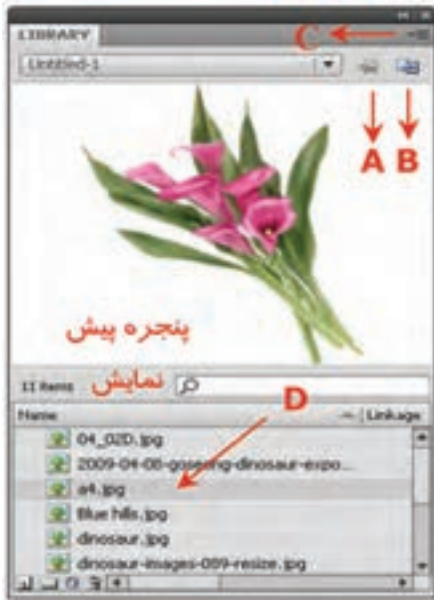 LIBRARY
C
Untitled-1
A B
پنجره پیش
نمایش
11 items
D
Name
Linkage
04_02D.jpg
2009-04-08-goseong-dinosaur-expo...
a4.jpg
Blue hills.jpg
dinosaur.jpg
dinosaur-images-089-resize.jpg